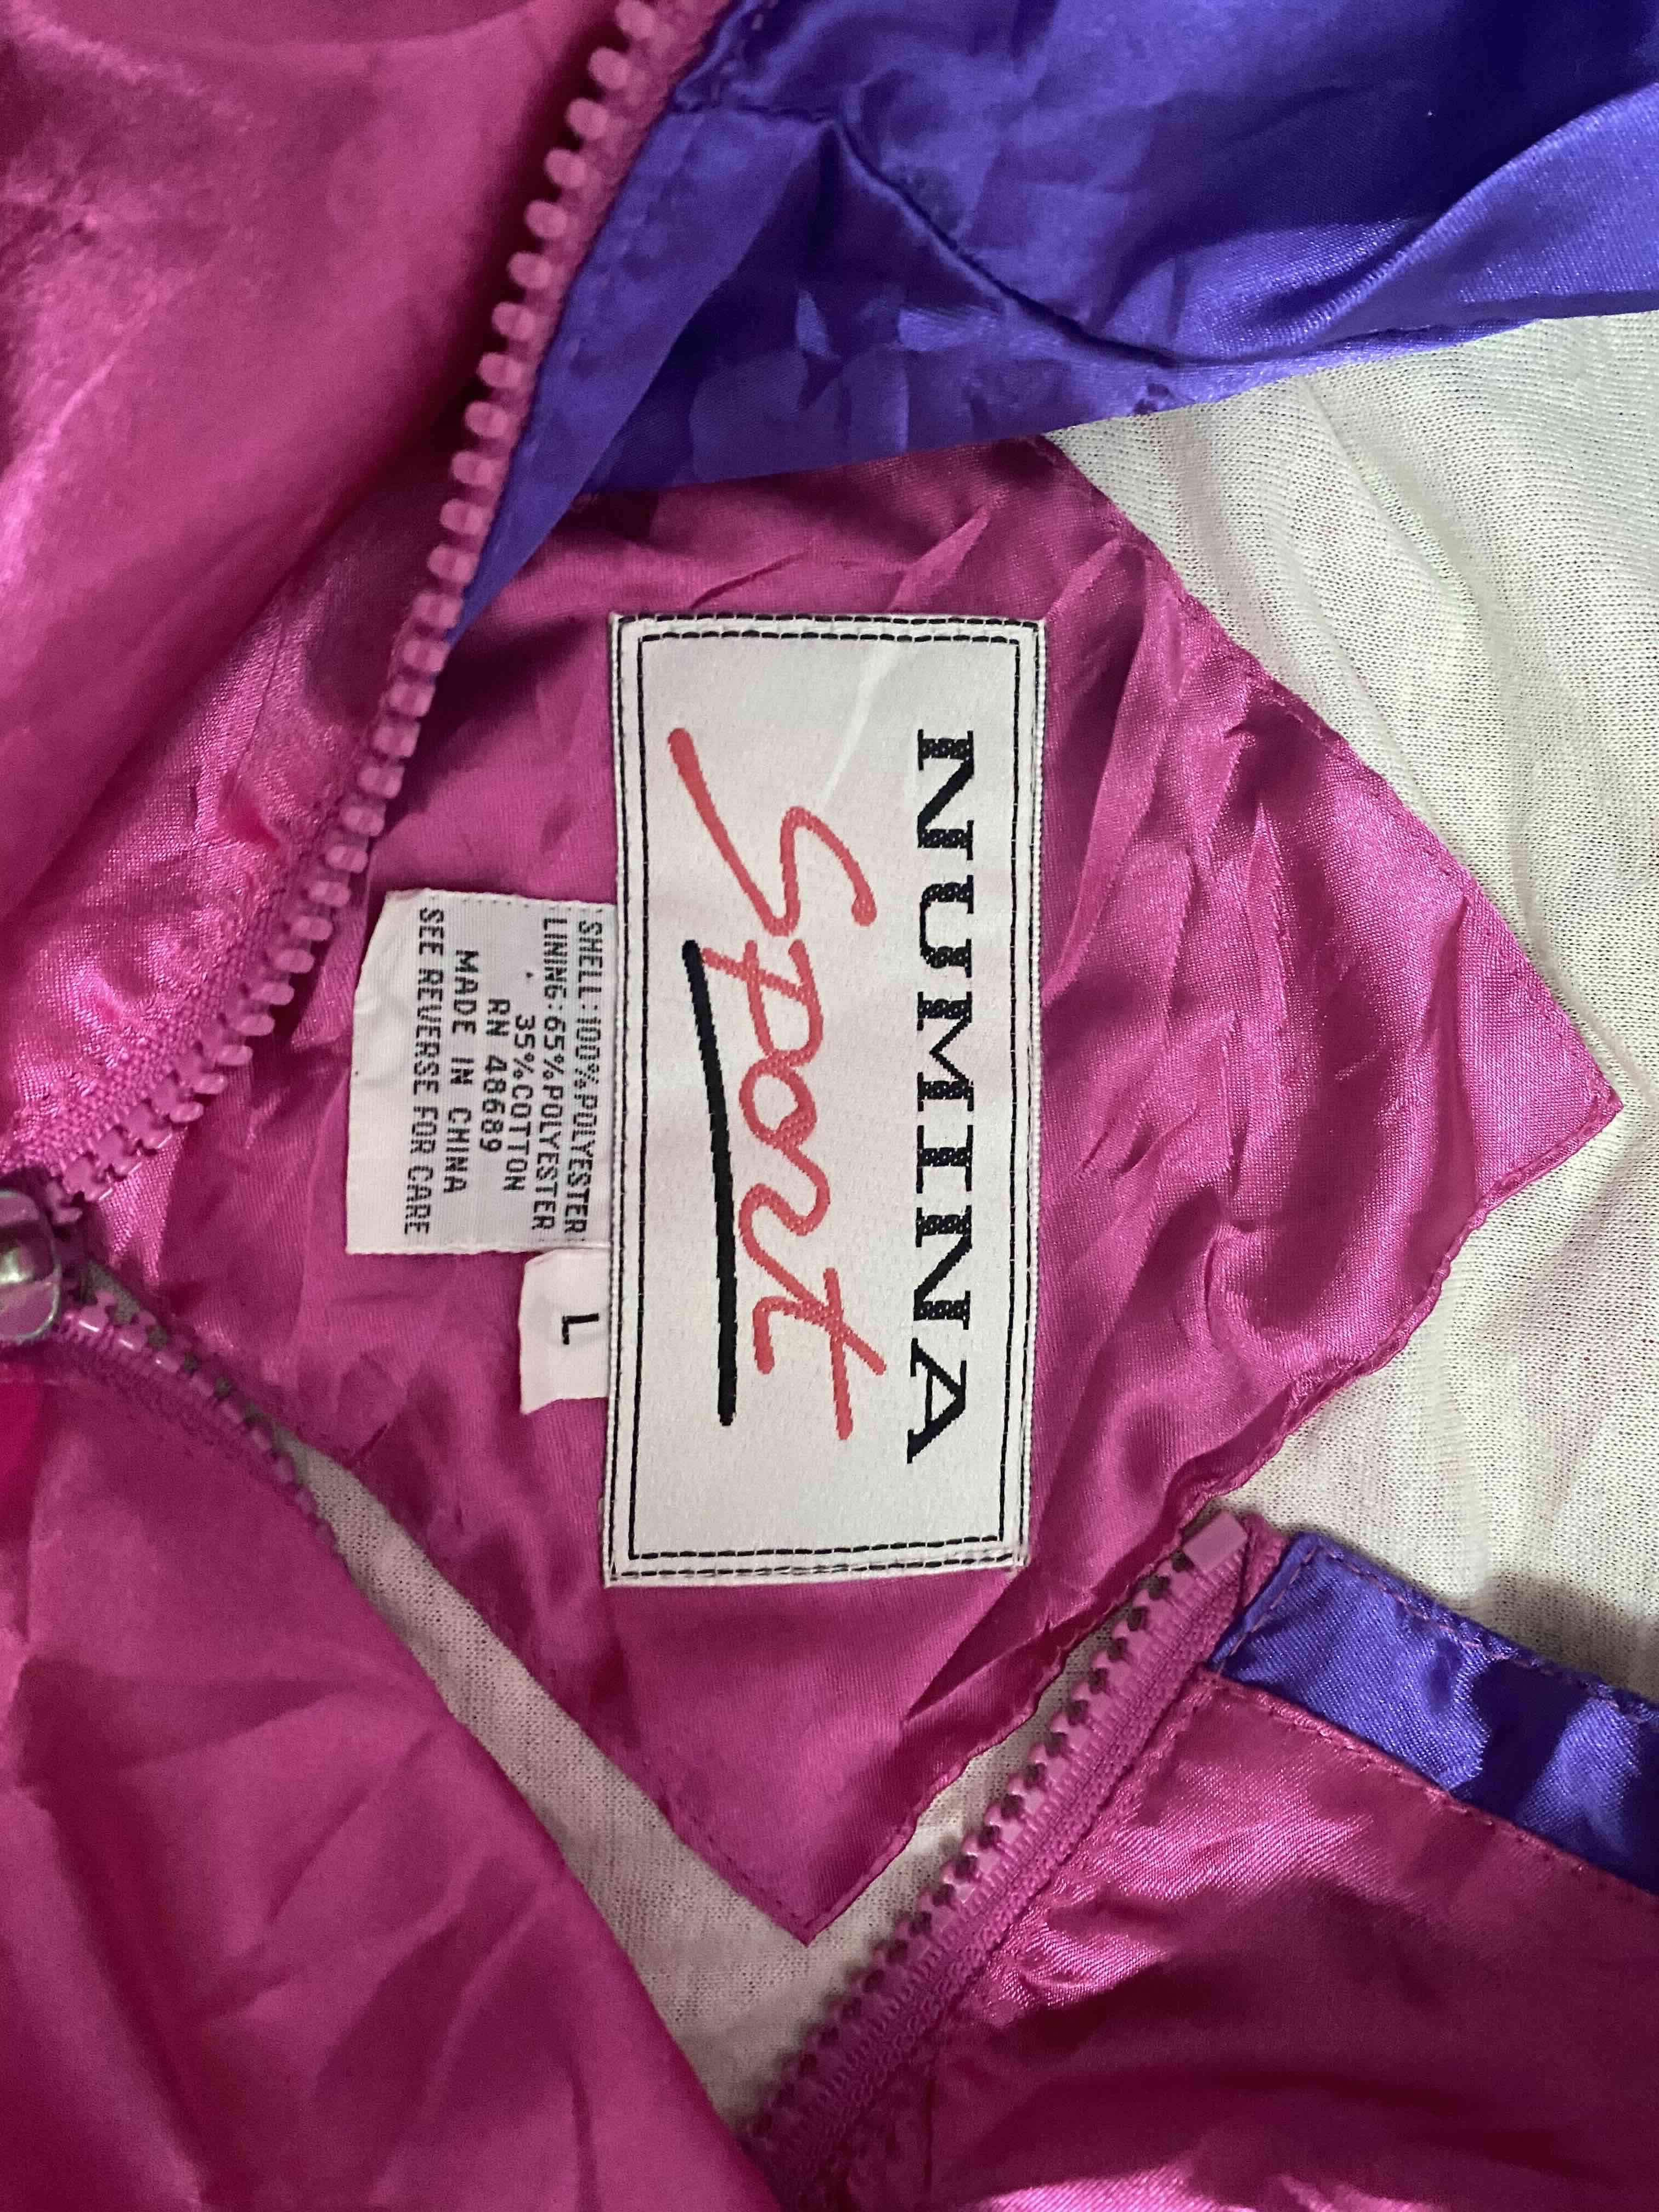 NUMINA
Sport
SHELL:100%POLYESTER
LINING:65%POLYESTER
35%COTTON
RN 48689
MADE IN CHINA
SEE REVERSE FOR CARE
L